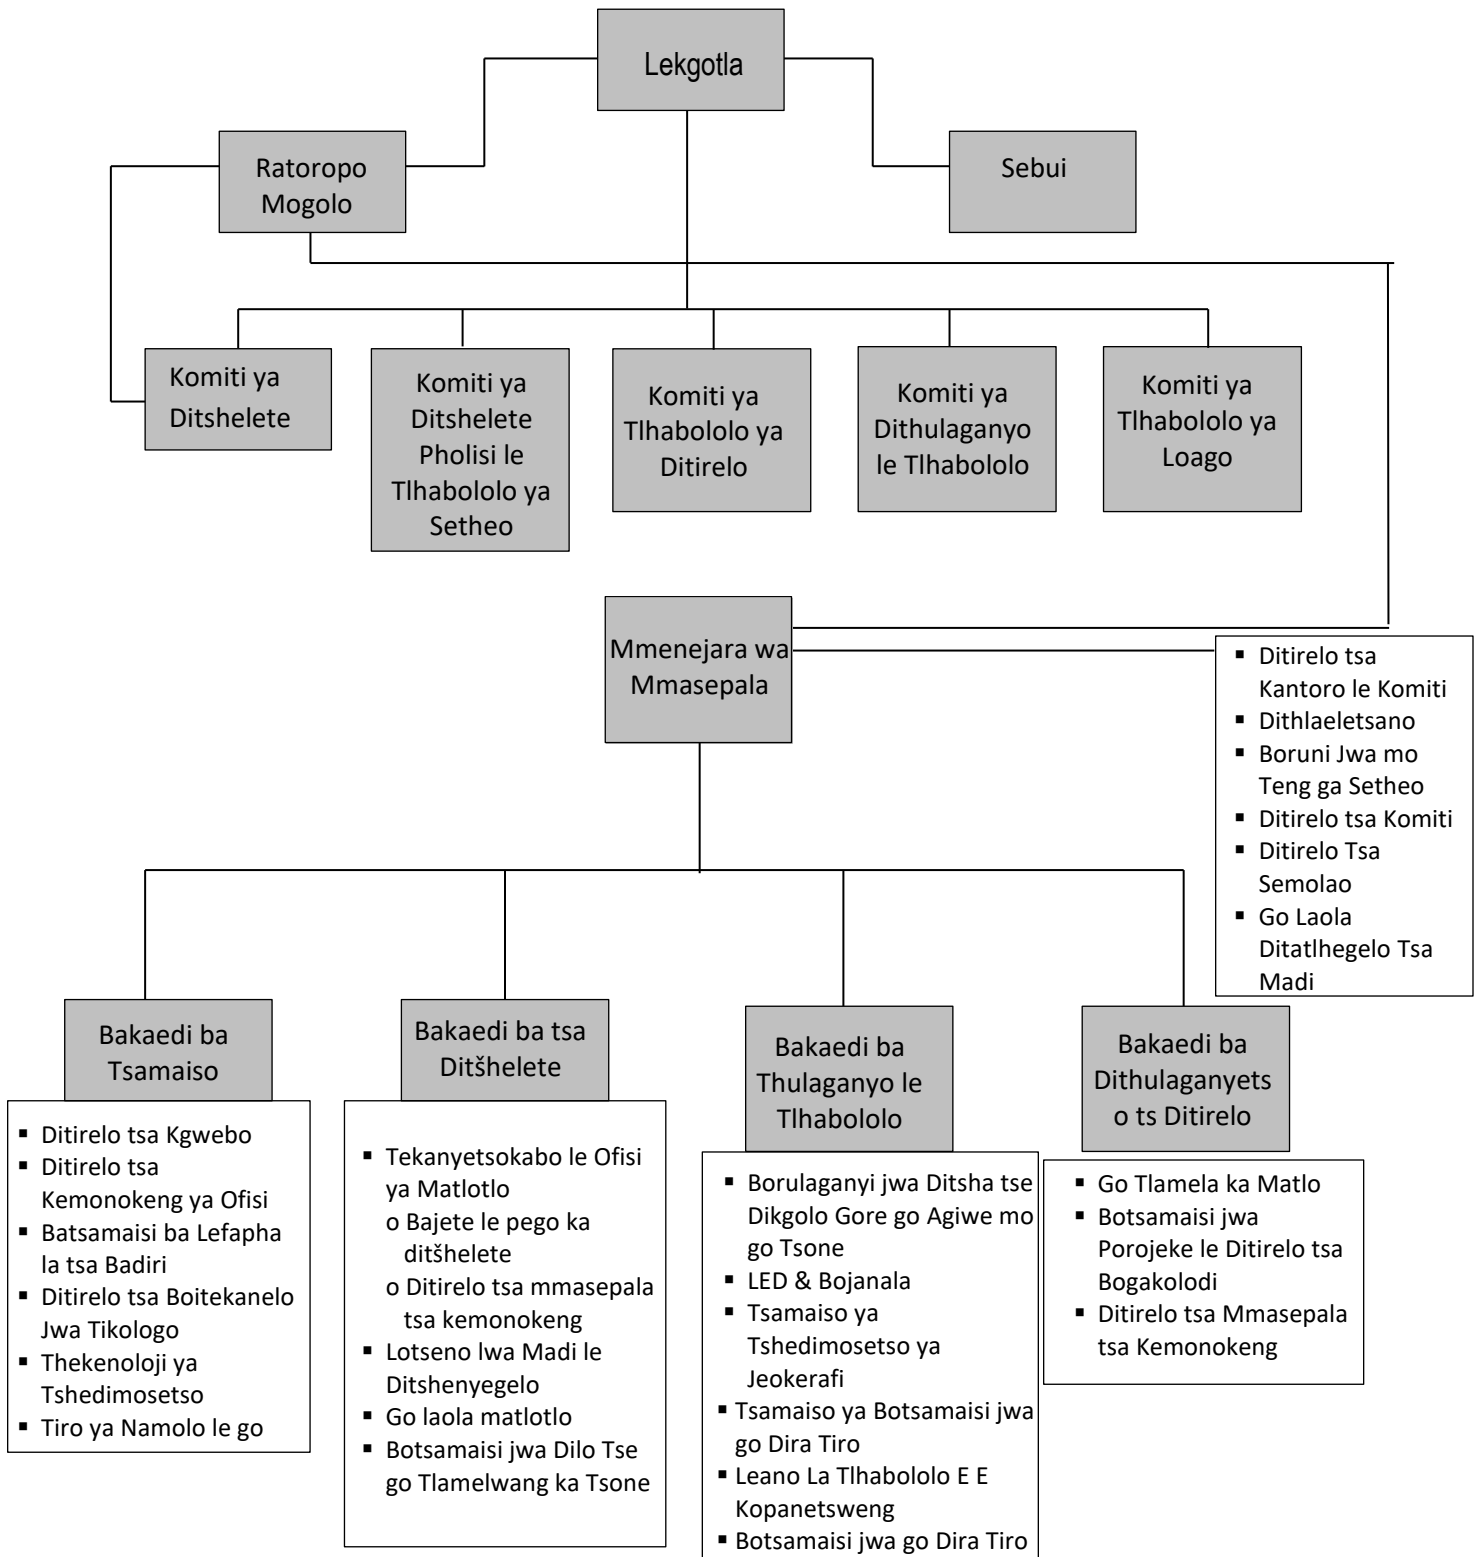 Lekgotla
Ratoropo
Mogolo
Sebui
Komiti ya
Ditshelete
Komiti ya
Ditshelete
Pholisi le
Tlhabololo ya
Setheo
Komiti ya
Tlhabololo ya
Ditirelo
Komiti ya
Dithulaganyo
le Tlhabololo
Komiti ya
Tlhabololo ya
Loago
Mmenejara wa
Mmasepala
▪ Ditirelo tsa
Kantoro le Komiti
▪ Dithlaeletsano
▪ Boruni Jwa mo
Teng ga Setheo
▪ Ditirelo tsa Komiti
▪ Ditirelo Tsa
Semolao
▪ Go Laola
Ditatlhegelo Tsa
Madi
Bakaedi ba
Tsamaiso
▪ Ditirelo tsa Kgwebo
▪ Ditirelo tsa
Kemonokeng ya Ofisi
▪ Batsamaisi ba Lefapha
la tsa Badiri
▪ Ditirelo tsa Boitekanelo
Jwa Tikologo
▪ Thekenoloji ya
Tshedimosetso
▪ Tiro ya Namolo le go
Bakaedi ba tsa
Ditšhelete
▪ Tekanyetsokabo le Ofisi
ya Matlotlo
o Bajete le pego ka
ditšhelete
o Ditirelo tsa mmasepala
tsa kemonokeng
▪ Lotseno lwa Madi le
Ditshenyegelo
▪ Go laola matlotlo
▪ Botsamaisi jwa Dilo Tse
go Tlamelwang ka Tsone
Bakaedi ba
Thulaganyo le
Tlhabololo
▪ Borulaganyi jwa Ditsha tse
Dikgolo Gore go Agiwe mo
go Tsone
▪ LED & Bojanala
▪ Tsamaiso ya
Tshedimosetso ya
Jeokerafi
▪ Tsamaiso ya Botsamaisi jwa
go Dira Tiro
▪ Leano La Tlhabololo E E
Kopanetsweng
▪ Botsamaisi jwa go Dira Tiro
Bakaedi ba
Dithulaganyets
o ts Ditirelo
▪ Go Tlamela ka Matlo
▪ Botsamaisi jwa
Porojeke le Ditirelo tsa
Bogakolodi
▪ Ditirelo tsa Mmasepala
tsa Kemonokeng